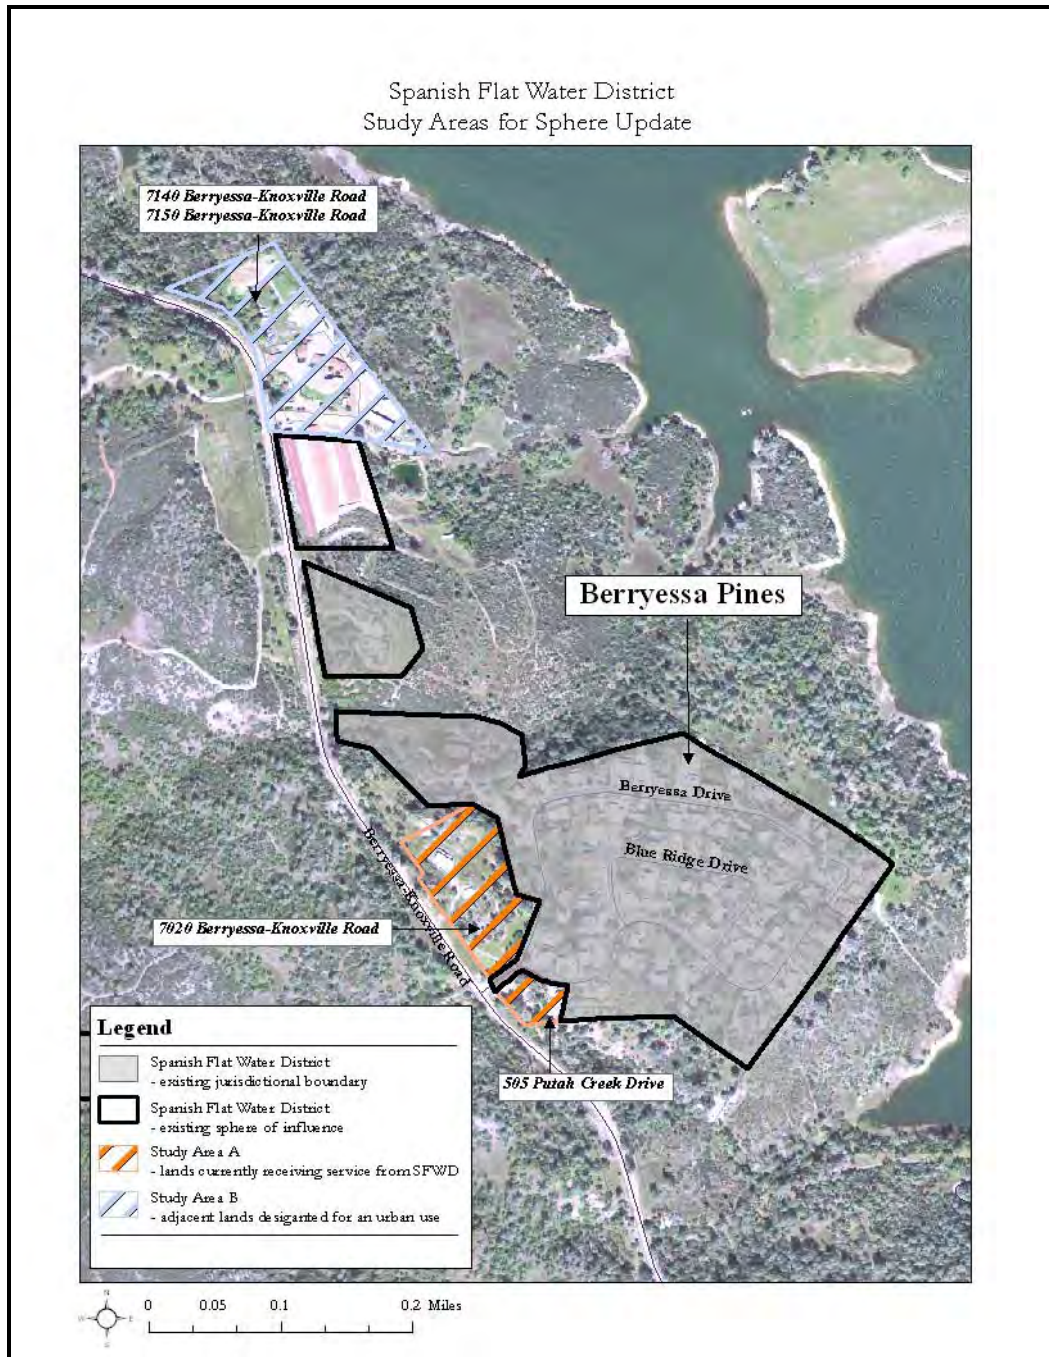 Spanish Flat Water District
Study Areas for Sphere Update
7140 Berryessa-Knoxville Road
7150 Berryessa-Knoxville Road
Berryessa Pines
Berryessa Drive
Blue Ridge Drive
Berryessa-Knoxville Road
7020 Berryessa-Knoxville Road
505 Putah Creek Drive
Legend
Spanish Flat Water District
- existing jurisdictional boundary
Spanish Flat Water District
- existing sphere of influence
Study Area A
- lands currently receiving service from SFWD
Study Area B
- adjacent lands desiganted for an urban use
N
W
E
S
0 0.05 0.1 0.2 Miles